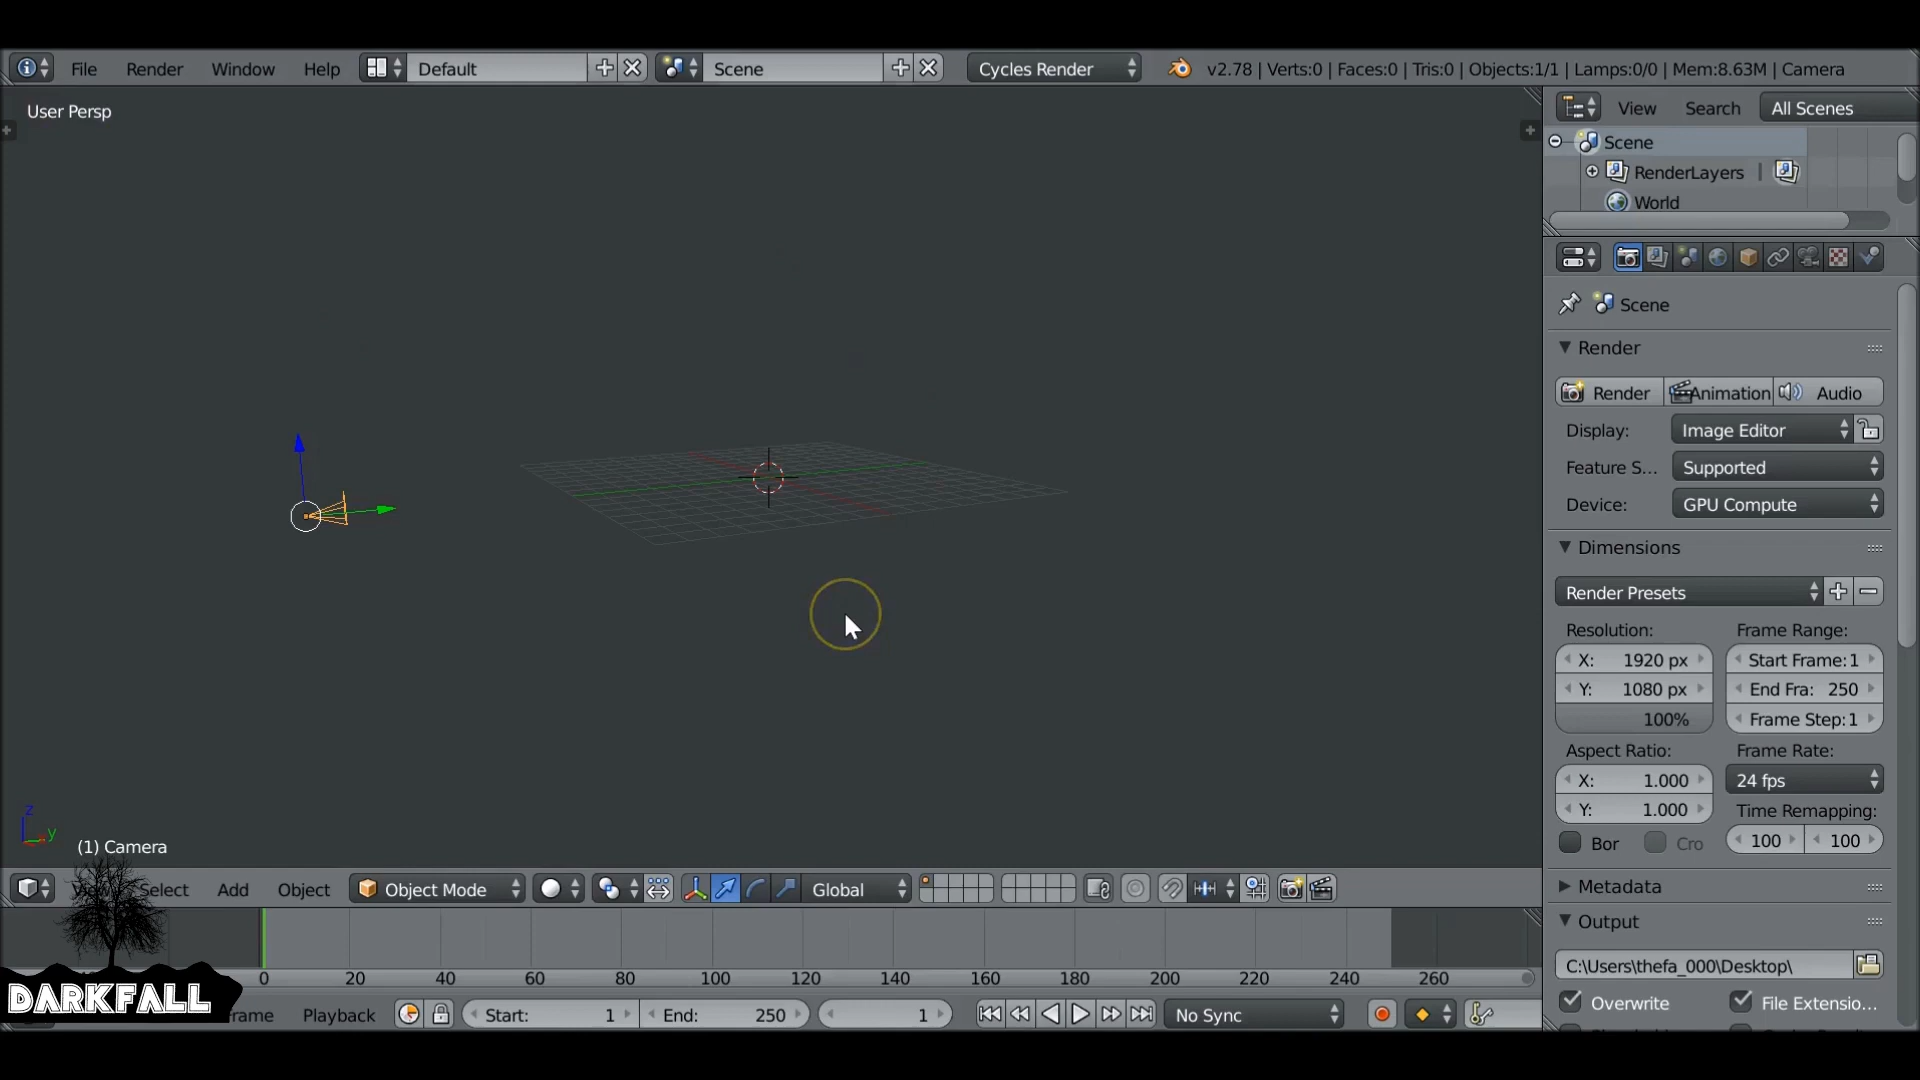 File Render Window Help Default Scene Cycles Render v2.78 | Verts:0 | Faces:0 | Tris:0 | Objects:1/1 | Lamps:0/0 | Mem:8.63M | Camera
User Persp
View Search All Scenes
Scene
RenderLayers
World
Scene
Render
Render Animation Audio
Display: Image Editor
Feature S... Supported
Device: GPU Compute
Dimensions
Render Presets
Resolution: Frame Range:
X: 1920 px Start Frame: 1
Y: 1080 px End Fra: 250
100% Frame Step: 1
Aspect Ratio: Frame Rate:
X: 1.000 24 fps
Y: 1.000 Time Remapping:
Bor Cro 100 100
z
y
(1) Camera
Select Add Object Object Mode Global
Metadata
Output
C:\Users\thefa_000\Desktop\
Overwrite File Extensio...
0 20 40 60 80 100 120 140 160 180 200 220 240 260
DARKFALL
Playback Start: 1 End: 250 1 No Sync